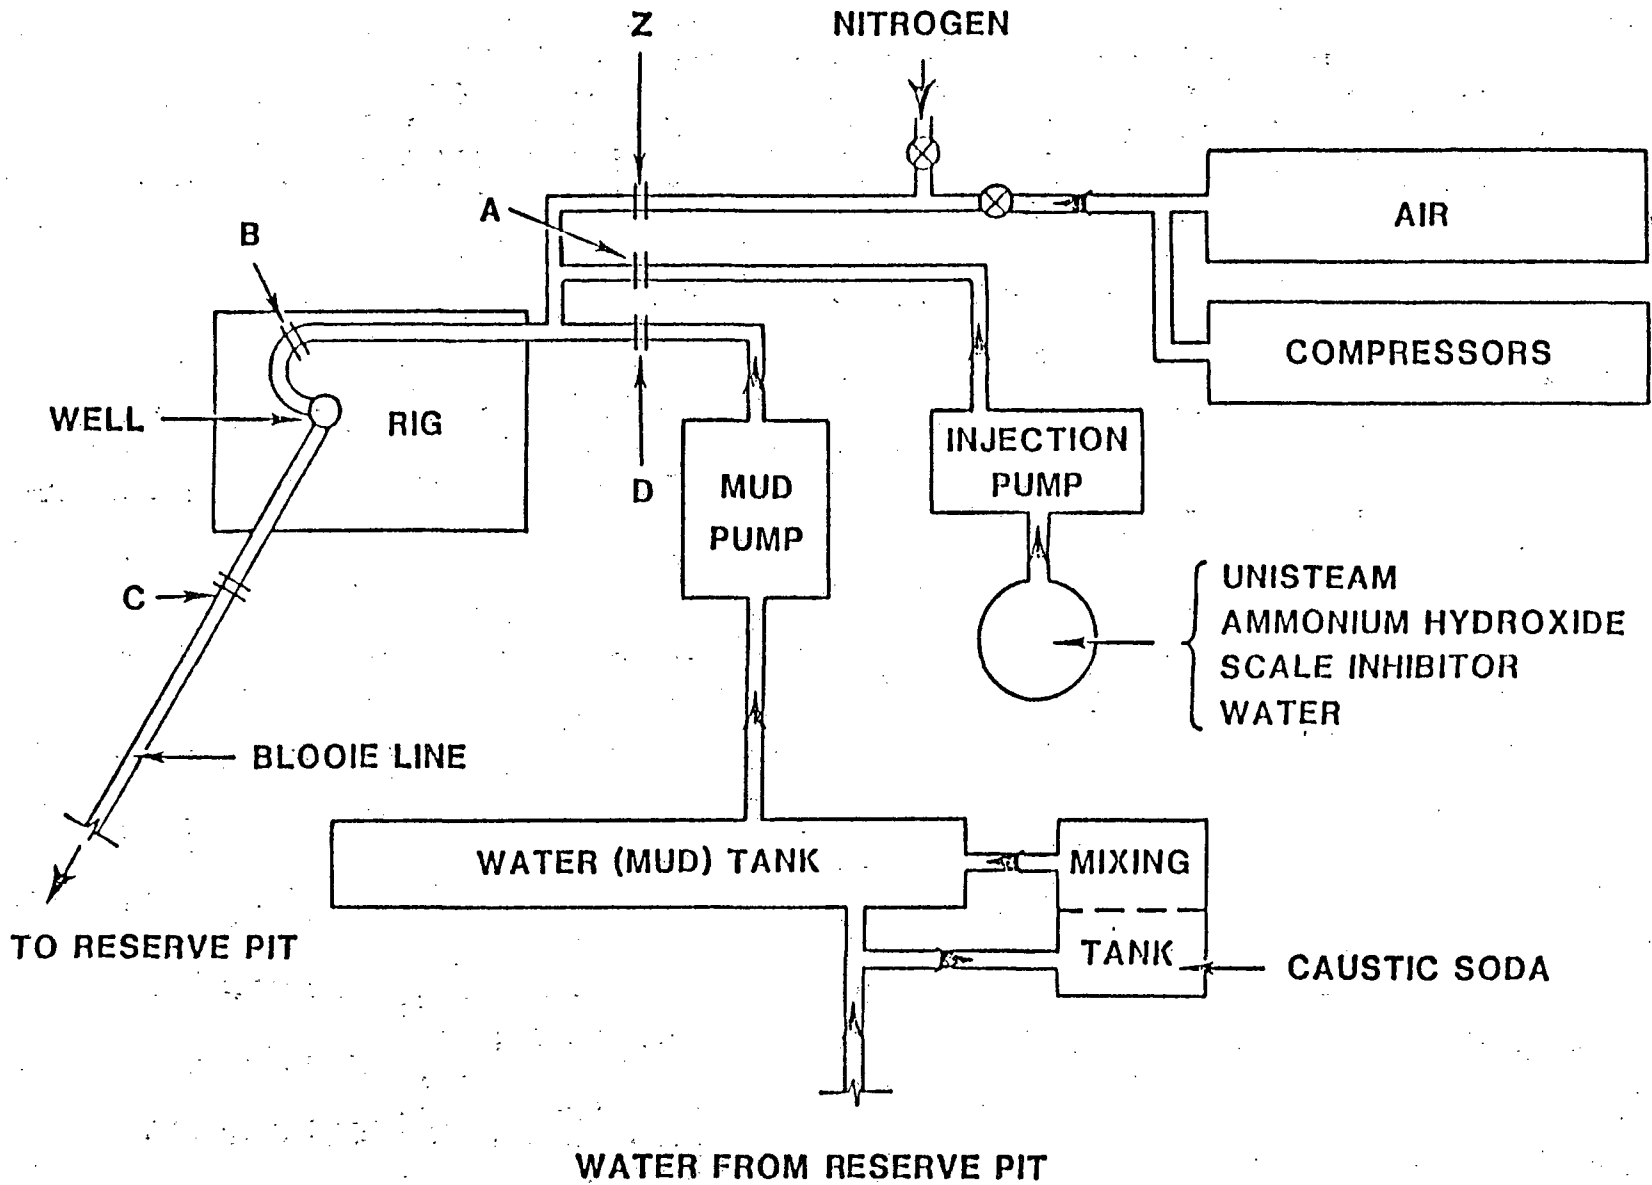 Z
NITROGEN
A
B
AIR
COMPRESSORS
WELL
RIG
D
MUD
PUMP
INJECTION
PUMP
C
UNISTEAM
AMMONIUM HYDROXIDE
SCALE INHIBITOR
WATER
BLOOIE LINE
WATER (MUD) TANK
MIXING
TANK
TO RESERVE PIT
CAUSTIC SODA
WATER FROM RESERVE PIT